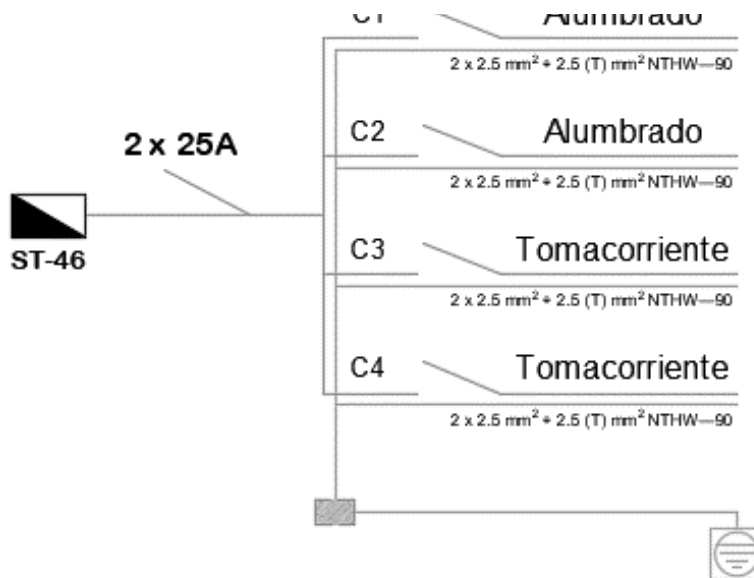 C1 Alumbrado
2 x 2.5 mm² + 2.5 (T) mm² NTHW—90
2 x 25A
C2 Alumbrado
2 x 2.5 mm² + 2.5 (T) mm² NTHW—90
ST-46
C3 Tomacorriente
2 x 2.5 mm² + 2.5 (T) mm² NTHW—90
C4 Tomacorriente
2 x 2.5 mm² + 2.5 (T) mm² NTHW—90